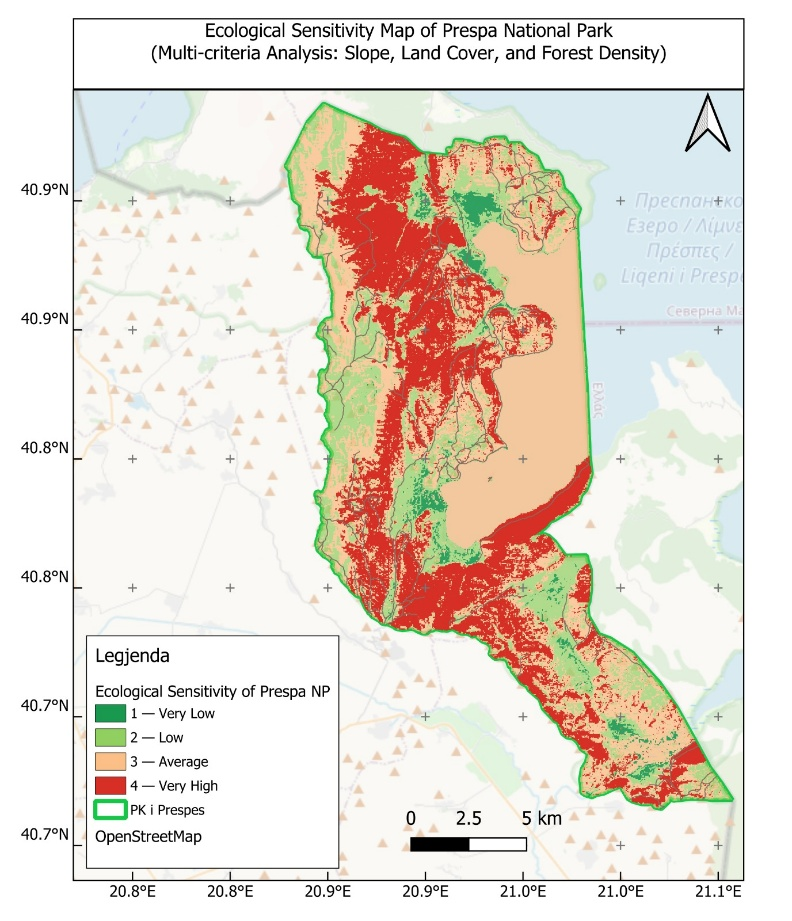 Ecological Sensitivity Map of Prespa National Park
(Multi-criteria Analysis: Slope, Land Cover, and Forest Density)
40.9°N
40.9°N
40.8°N
40.8°N
40.7°N
40.7°N
Езеро / Λίμνε
Πρέσπες /
Liqeni i Presp
Северна Ма
Ελλάς
Legjenda
Ecological Sensitivity of Prespa NP
1 — Very Low
2 — Low
3 — Average
4 — Very High
PK i Prespes
OpenStreetMap
0 2.5 5 km
20.8°E 20.8°E 20.9°E 20.9°E 21.0°E 21.0°E 21.1°E